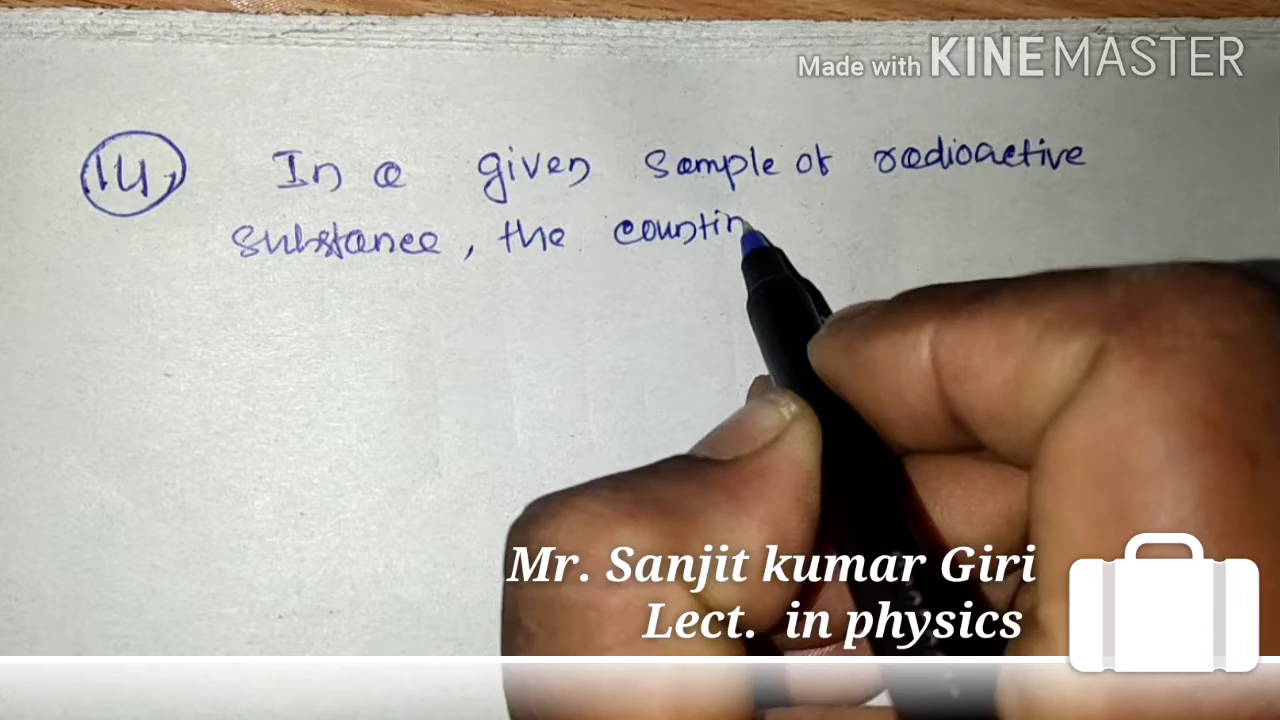 Made with KINEMASTER
14, In a given sample of radioactive
substance, the countin
Mr. Sanjit kumar Giri
Lect. in physics